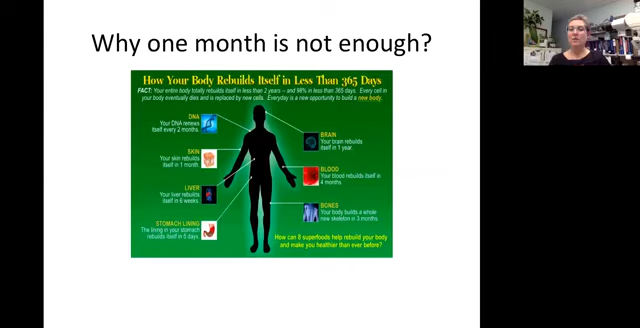 Why one month is not enough?
How Your Body Rebuilds Itself in Less Than 365 Days
FACT: Your entire body totally rebuilds itself in less than 2 years – and 98% in less than 365 days. Every cell in
your body eventually dies and is replaced by new cells. Everyday is a new opportunity to build a new body.
DNA
Your DNA renews
itself every 2 months.
SKIN
Your skin rebuilds
itself in 1 month.
LIVER
Your liver rebuilds
itself in 6 weeks.
STOMACH LINING
The lining in your stomach
rebuilds itself in 5 days.
BRAIN
Your brain rebuilds
itself in 1 year.
BLOOD
Your blood rebuilds itself in
4 months.
BONES
Your body builds a whole
new skeleton in 3 months.
How can 8 superfoods help rebuild your body
and make you healthier than ever before?